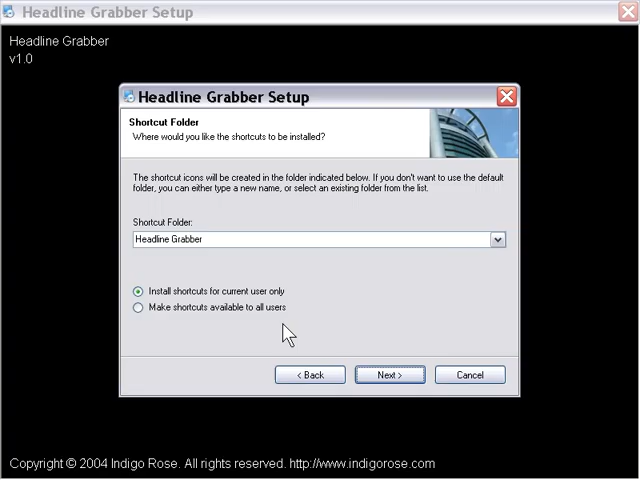 Headline Grabber Setup
Headline Grabber
v1.0
Headline Grabber Setup
Shortcut Folder
Where would you like the shortcuts to be installed?
The shortcut icons will be created in the folder indicated below. If you don't want to use the default
folder, you can either type a new name, or select an existing folder from the list.
Shortcut Folder:
Headline Grabber
Install shortcuts for current user only
Make shortcuts available to all users
< Back
Next >
Cancel
Copyright © 2004 Indigo Rose. All rights reserved. http://www.indigorose.com